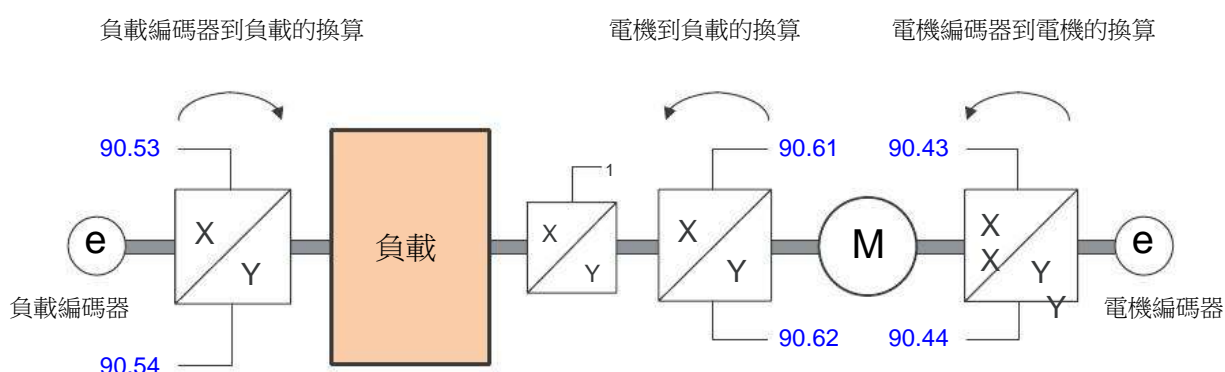 負載編碼器到負載的換算
電機到負載的換算
電機編碼器到電機的換算
90.53
1
90.61
90.43
e
X
Y
負載
X
Y
X
Y
M
X
X
Y
Y
e
負載編碼器
電機編碼器
90.54
90.62
90.44